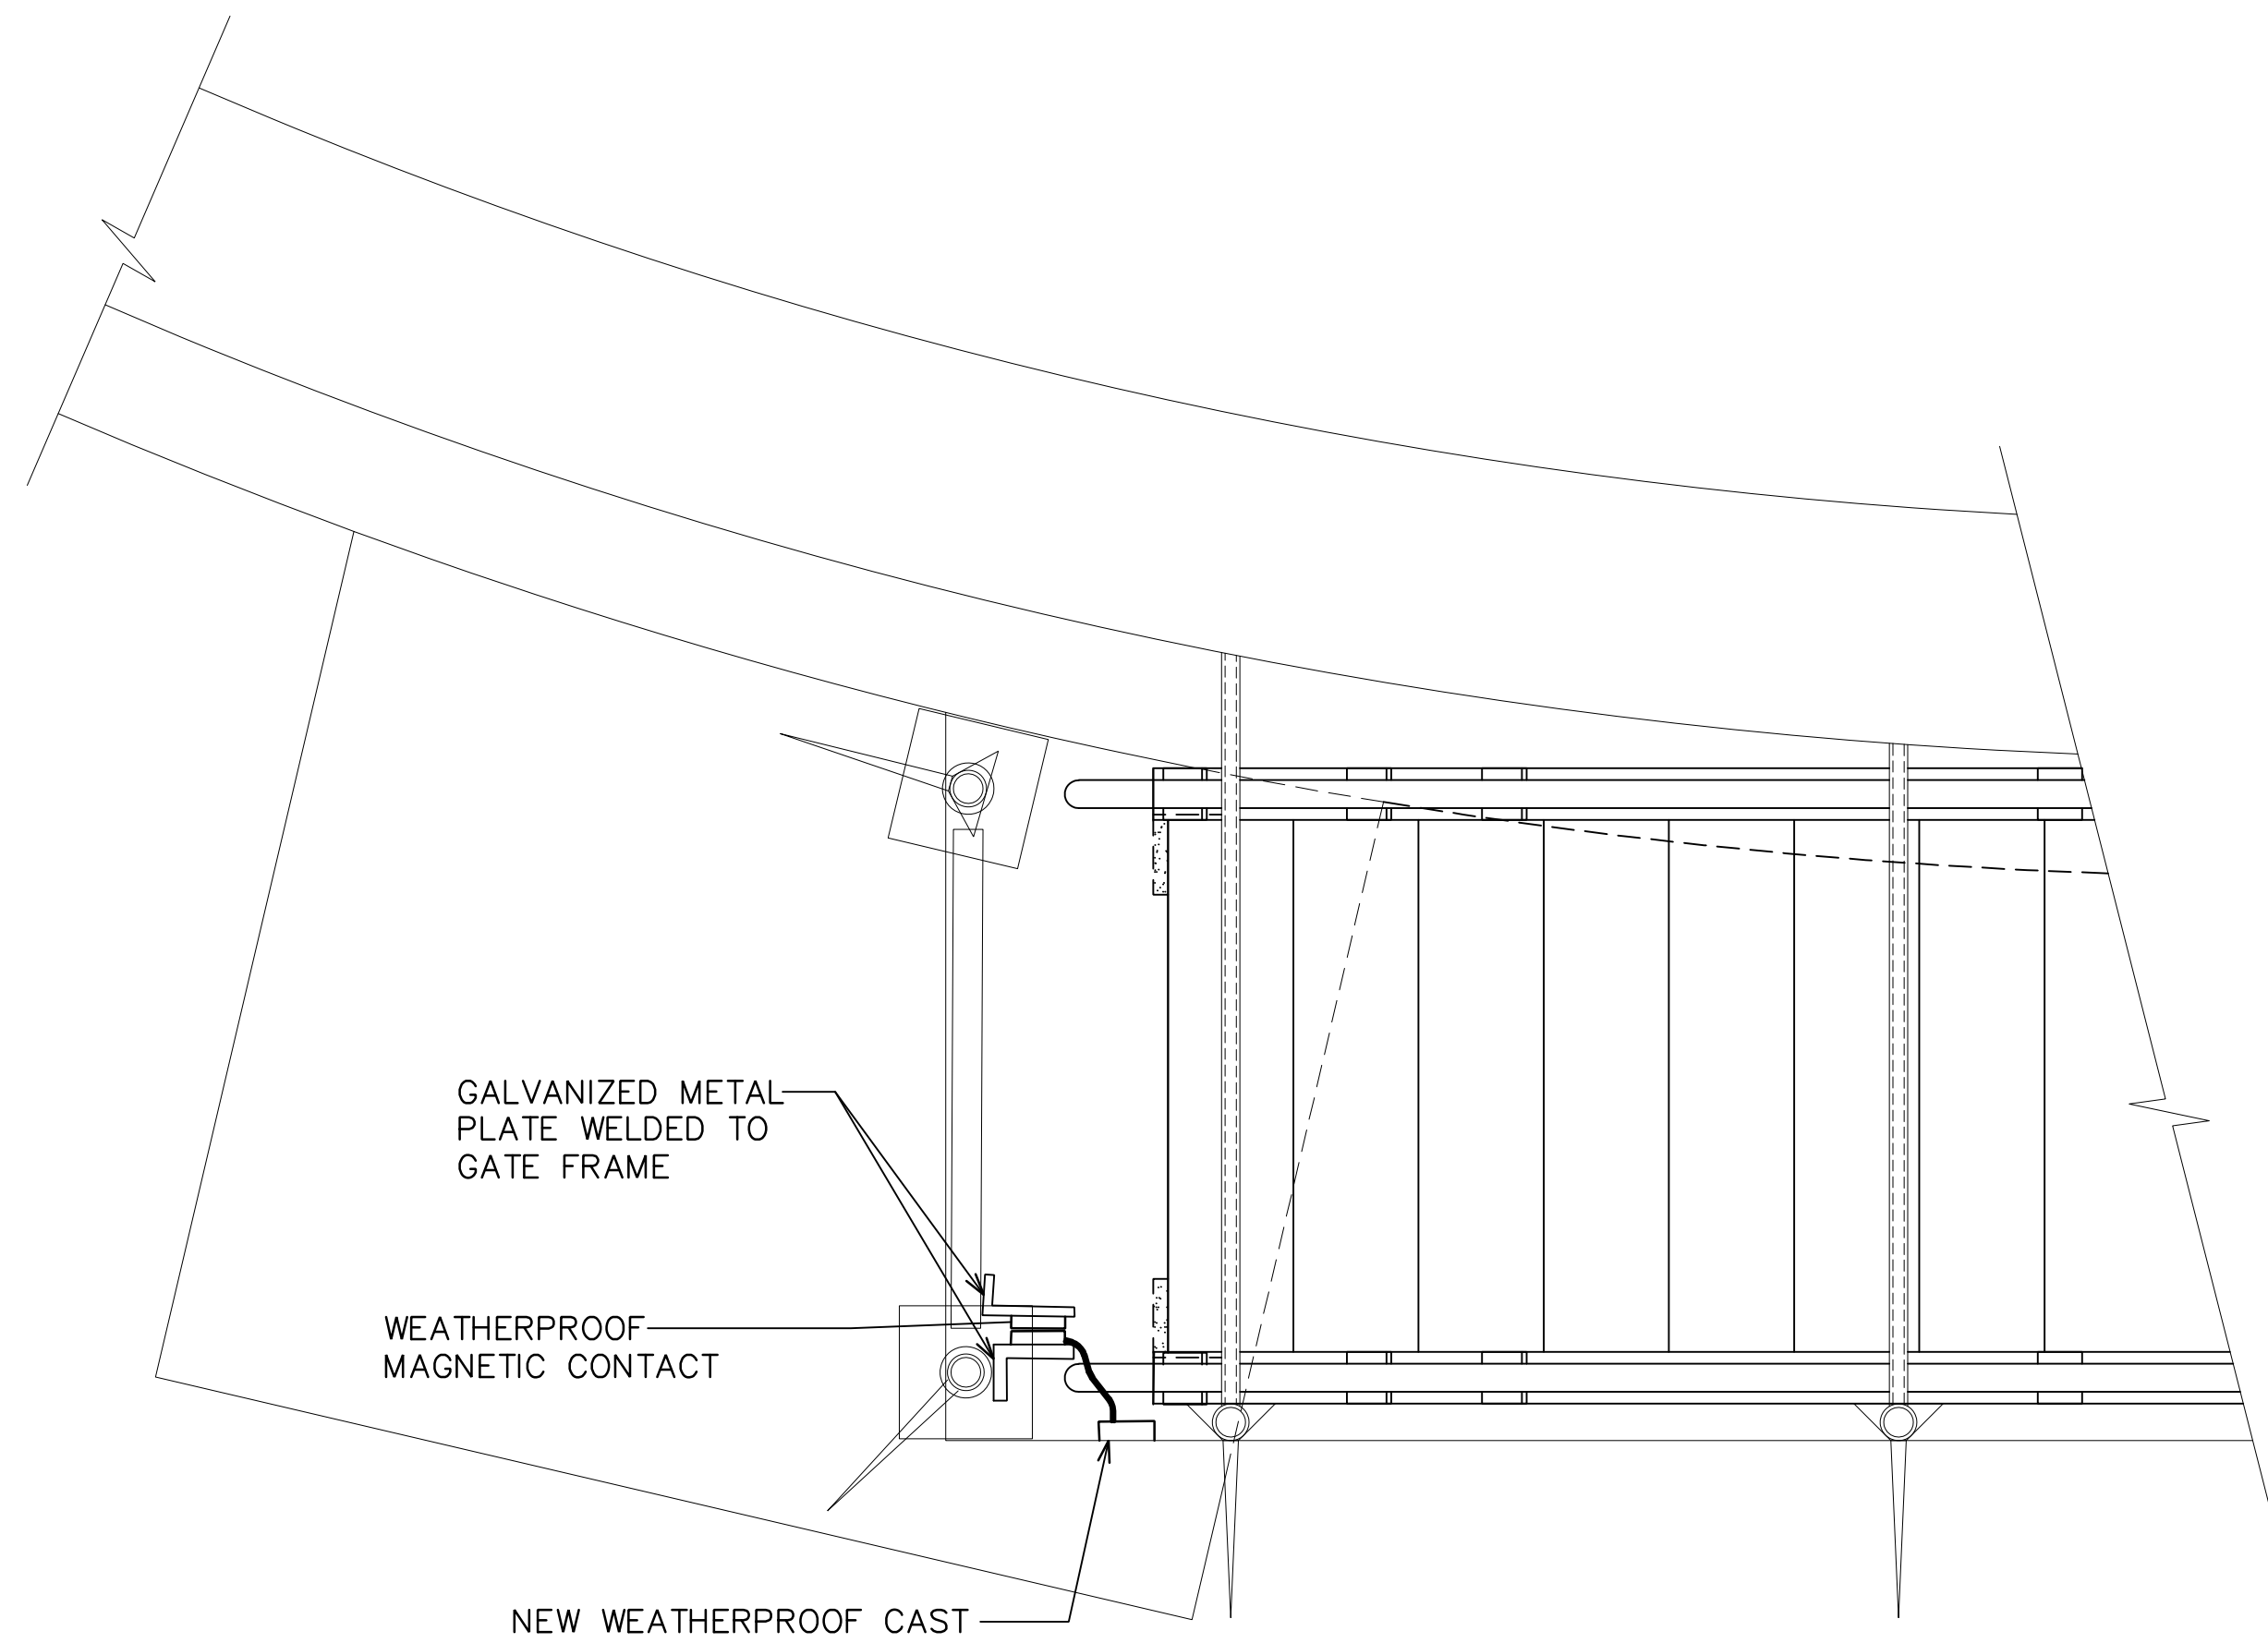 GALVANIZED METAL
PLATE WELDED TO
GATE FRAME
WEATHERPROOF
MAGNETIC CONTACT
NEW WEATHERPROOF CAST